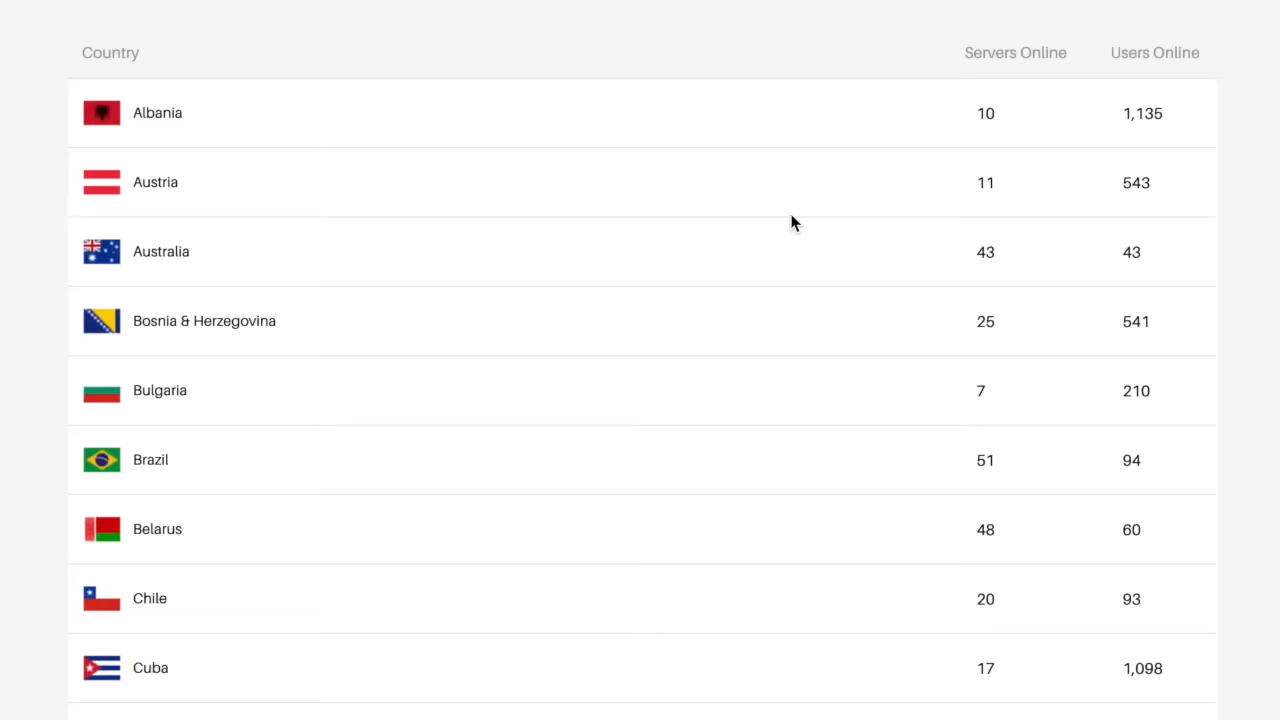 Country Servers Online Users Online
Albania 10 1,135
Austria 11 543
Australia 43 43
Bosnia & Herzegovina 25 541
Bulgaria 7 210
Brazil 51 94
Belarus 48 60
Chile 20 93
Cuba 17 1,098